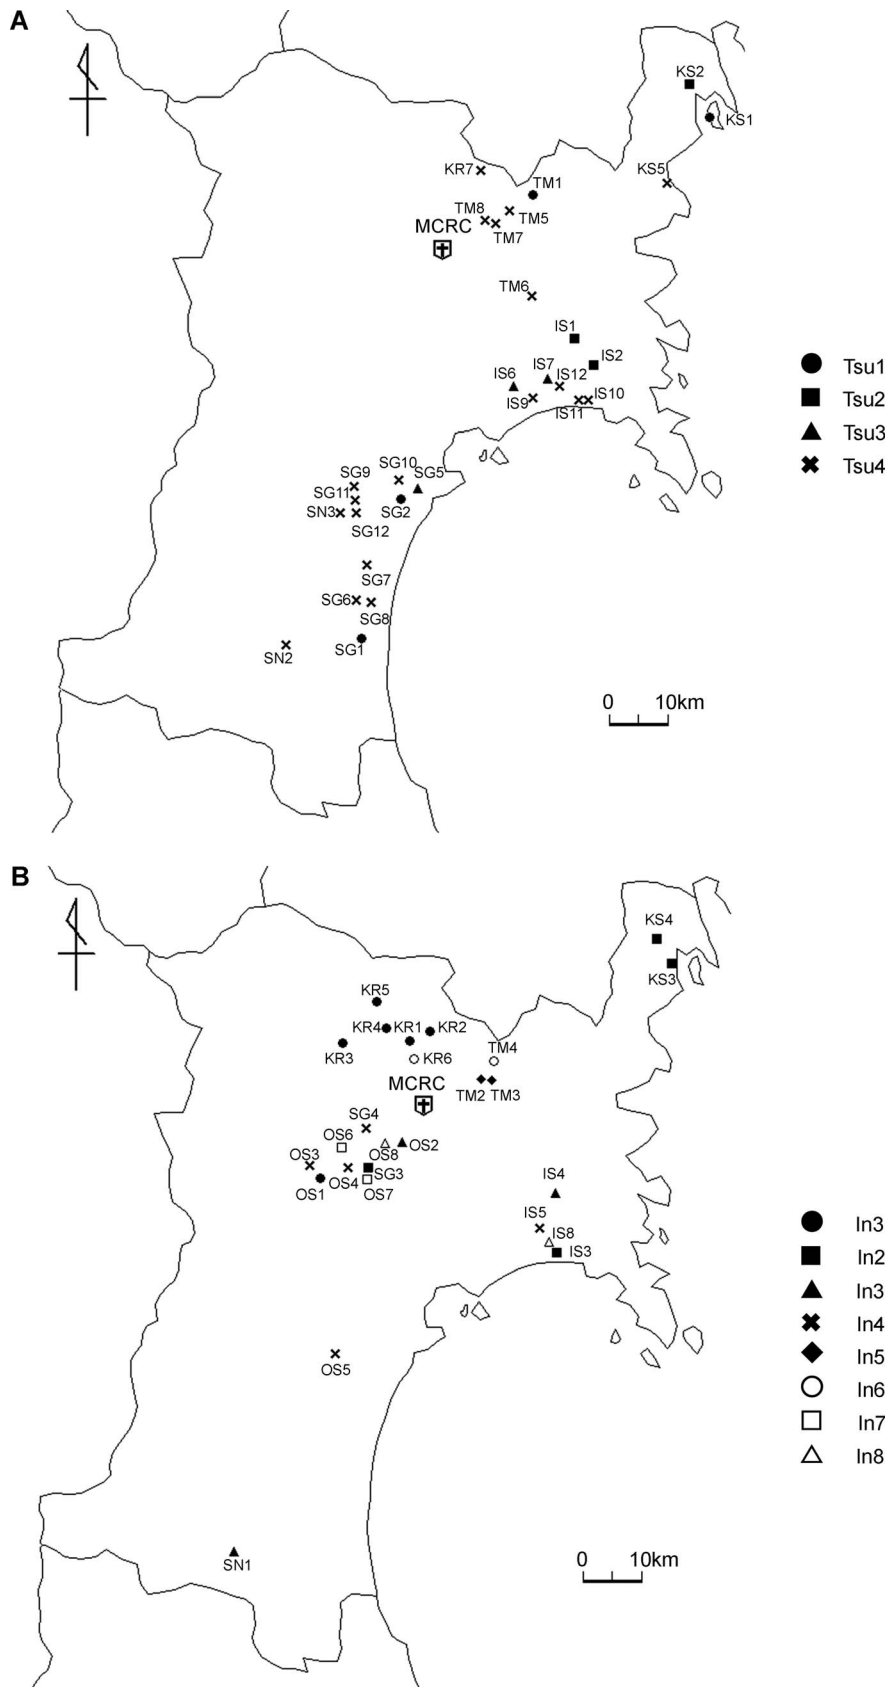 A
KS2
KS1
KR7
KS5
TM1
TM8
TM5
MCRC
TM7
TM6
IS1
IS2
IS7
IS6
IS12
IS9
IS10
IS11
Tsu1
Tsu2
Tsu3
Tsu4
SG10
SG9
SG5
SG11
SN3
SG2
SG12
SG7
SG6
SG8
SG1
SN2
0 10km
B
KS4
KS3
KR5
KR4
KR1
KR2
KR3
TM4
KR6
MCRC
TM2
TM3
SG4
OS6
OS2
OS3
OS8
SG3
OS4
OS1
OS7
IS4
IS5
IS8
IS3
In3
In2
In3
In4
In5
In6
In7
In8
OS5
SN1
0 10km